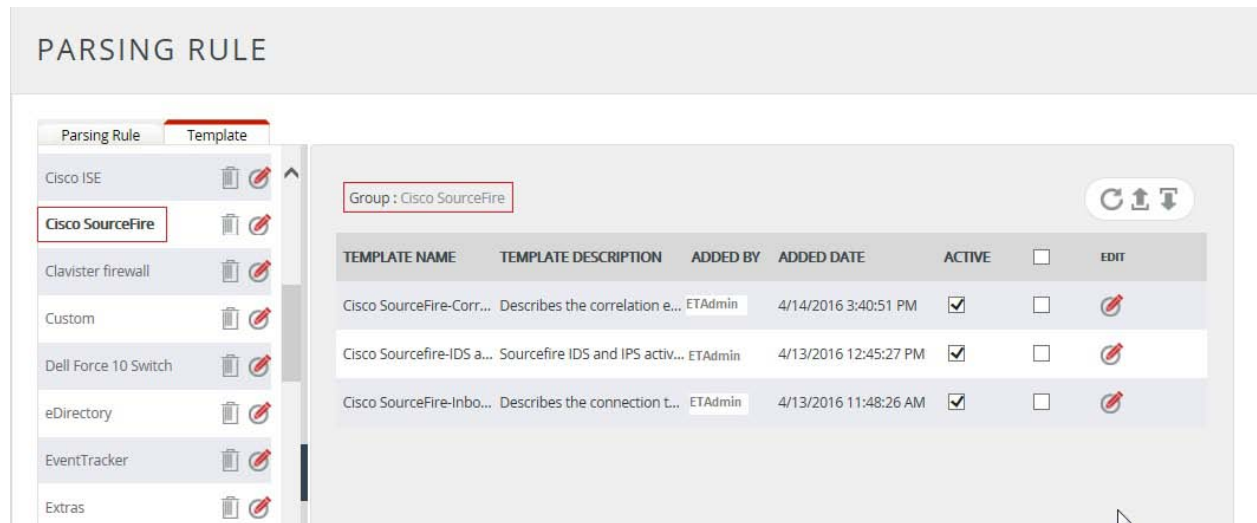 PARSING RULE
Parsing Rule Template
Cisco ISE
Cisco SourceFire
Clavister firewall
Custom
Dell Force 10 Switch
eDirectory
EventTracker
Extras
Group : Cisco SourceFire
TEMPLATE NAME TEMPLATE DESCRIPTION ADDED BY ADDED DATE ACTIVE EDIT
Cisco SourceFire-Corr... Describes the correlation e... ETAdmin 4/14/2016 3:40:51 PM
Cisco Sourcefire-IDS a... Sourcefire IDS and IPS activ... ETAdmin 4/13/2016 12:45:27 PM
Cisco SourceFire-Inbo... Describes the connection t... ETAdmin 4/13/2016 11:48:26 AM